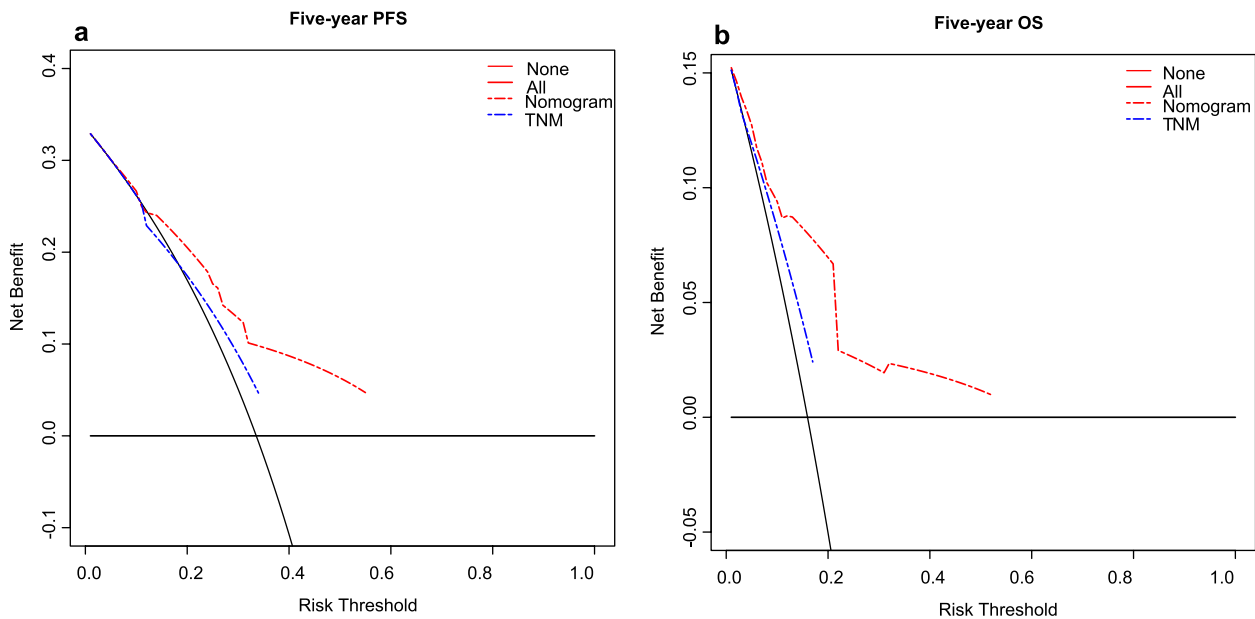 a
Five-year PFS
None
All
Nomogram
TNM
Net Benefit
0.4
0.3
0.2
0.1
0.0
-0.1
0.0 0.2 0.4 0.6 0.8 1.0
Risk Threshold
b
Five-year OS
None
All
Nomogram
TNM
Net Benefit
0.15
0.10
0.05
0.00
-0.05
0.0 0.2 0.4 0.6 0.8 1.0
Risk Threshold